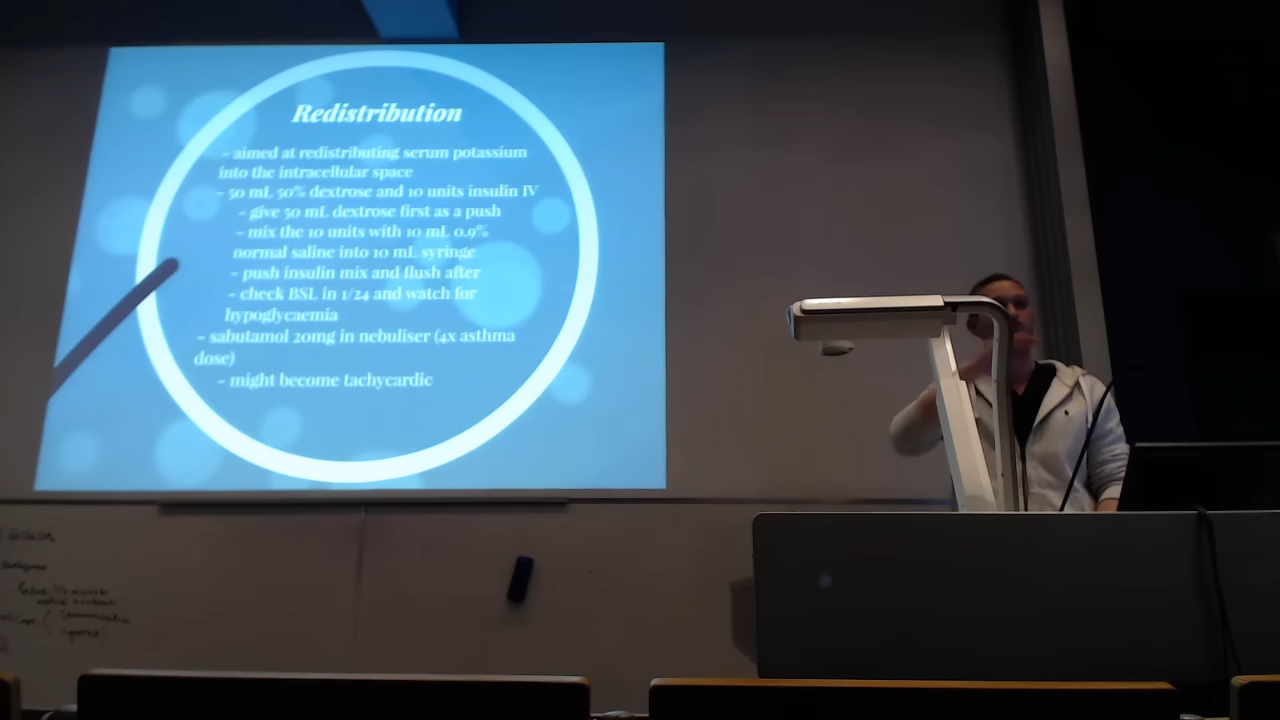 Redistribution
- aimed at redistributing serum potassium
into the intracellular space
- 50 mL 50% dextrose and 10 units insulin IV
- give 50 mL dextrose first as a push
- mix the 10 units with 10 mL 0.9%
normal saline into 10 mL syringe
- push insulin mix and flush after
- check BSL in 1/24 and watch for
hypoglycaemia
- sabutamol 20mg in nebuliser (4x asthma
dose)
- might become tachycardic